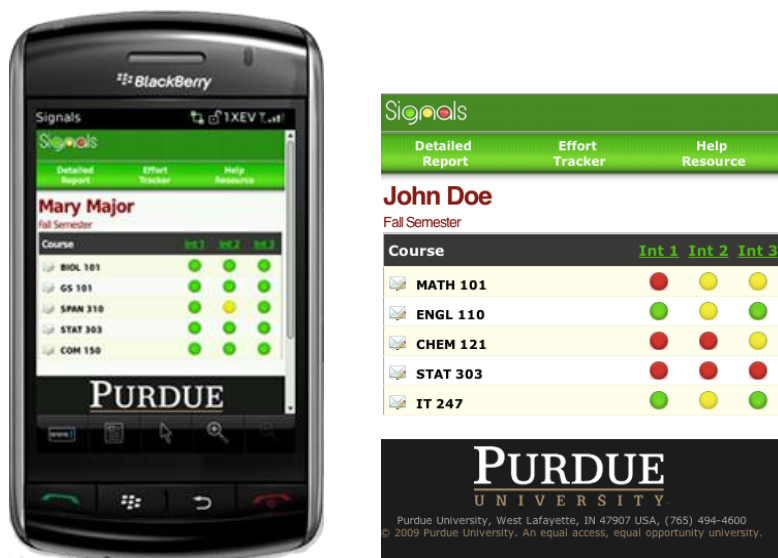 BlackBerry
Signals
1XEV
Signals
Detailed Report
Effort Tracker
Help Resource
Mary Major
Fall Semester
Course Int 1 Int 2 Int 3
BIOL 101
GS 101
SPAN 310
STAT 303
COM 150
PURDUE
Signals
Detailed Report
Effort Tracker
Help Resource
John Doe
Fall Semester
Course Int 1 Int 2 Int 3
MATH 101
ENGL 110
CHEM 121
STAT 303
IT 247
PURDUE
UNIVERSITY
Purdue University, West Lafayette, IN 47907 USA, (765) 494-4600
© 2009 Purdue University. An equal access, equal opportunity university.